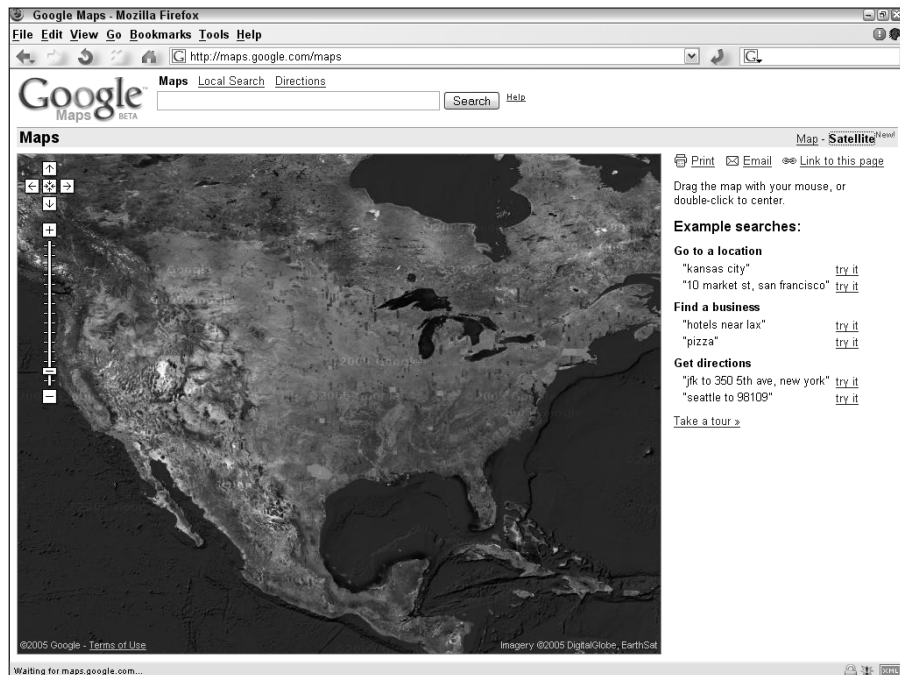 Google Maps - Mozilla Firefox
File Edit View Go Bookmarks Tools Help
G http://maps.google.com/maps
G
Maps Local Search Directions
Google
Maps BETA
Search Help
Maps
Map - Satellite New!
Print Email Link to this page
Drag the map with your mouse, or
double-click to center.
Example searches:
Go to a location
"kansas city" try it
"10 market st, san francisco" try it
Find a business
"hotels near lax" try it
"pizza" try it
Get directions
"jfk to 350 5th ave, new york" try it
"seattle to 98109" try it
Take a tour »
©2005 Google - Terms of Use
Imagery ©2005 DigitalGlobe, EarthSat
Waiting for maps.google.com...
XML